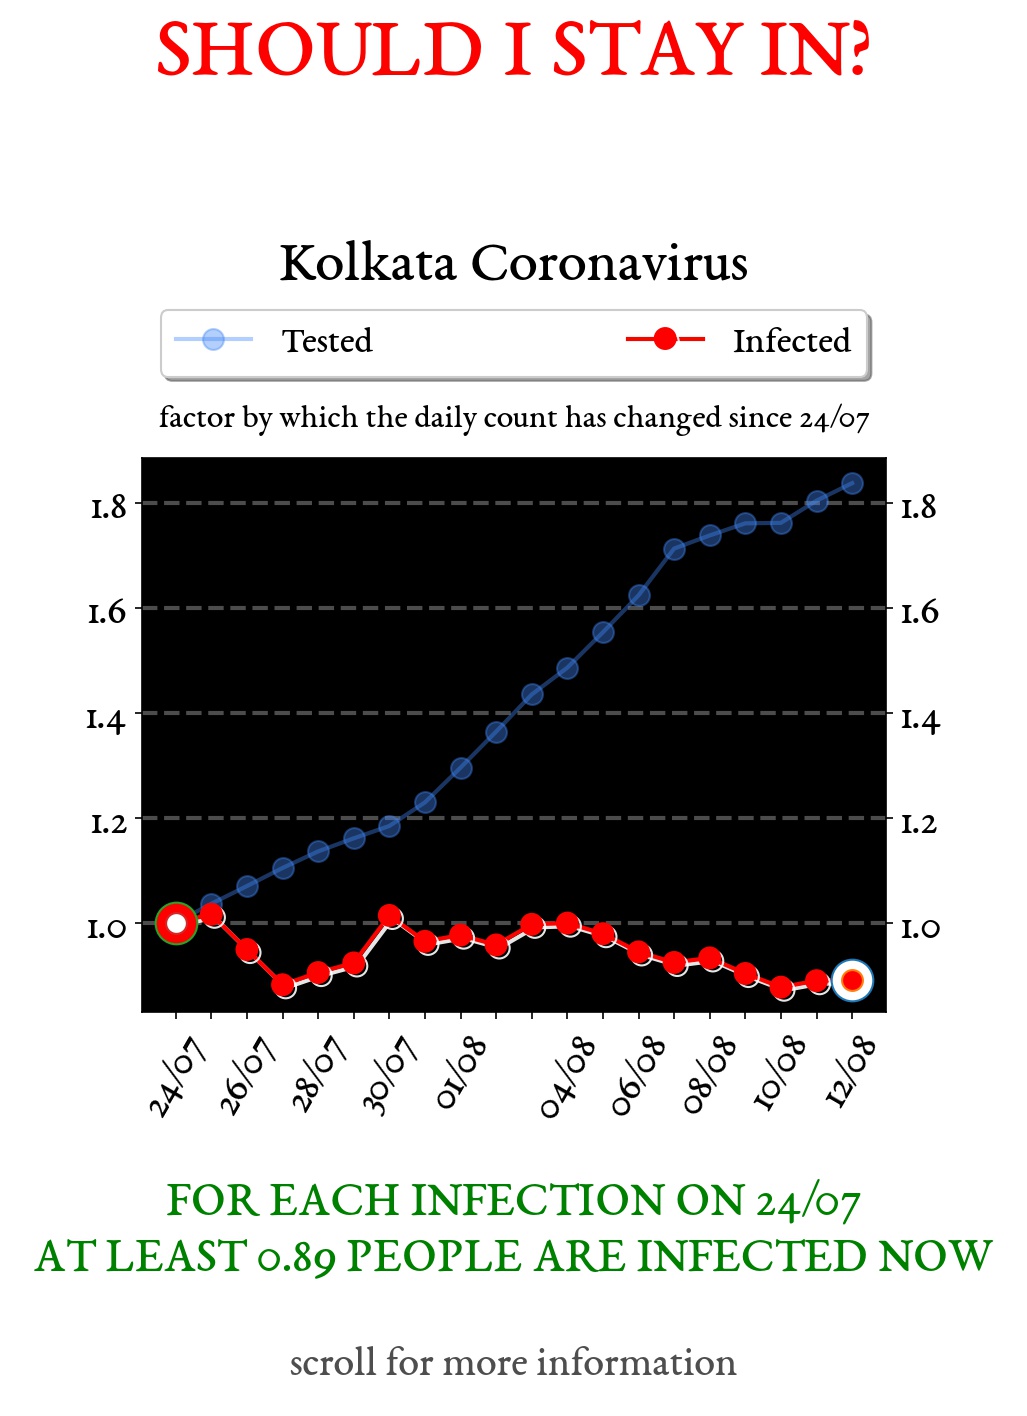 SHOULD I STAY IN?
Kolkata Coronavirus
Tested Infected
factor by which the daily count has changed since 24/07
1.8 1.8
1.6 1.6
1.4 1.4
1.2 1.2
1.0 1.0
24/07 26/07 28/07 30/07 01/08 04/08 06/08 08/08 10/08 12/08
FOR EACH INFECTION ON 24/07
AT LEAST 0.89 PEOPLE ARE INFECTED NOW
scroll for more information